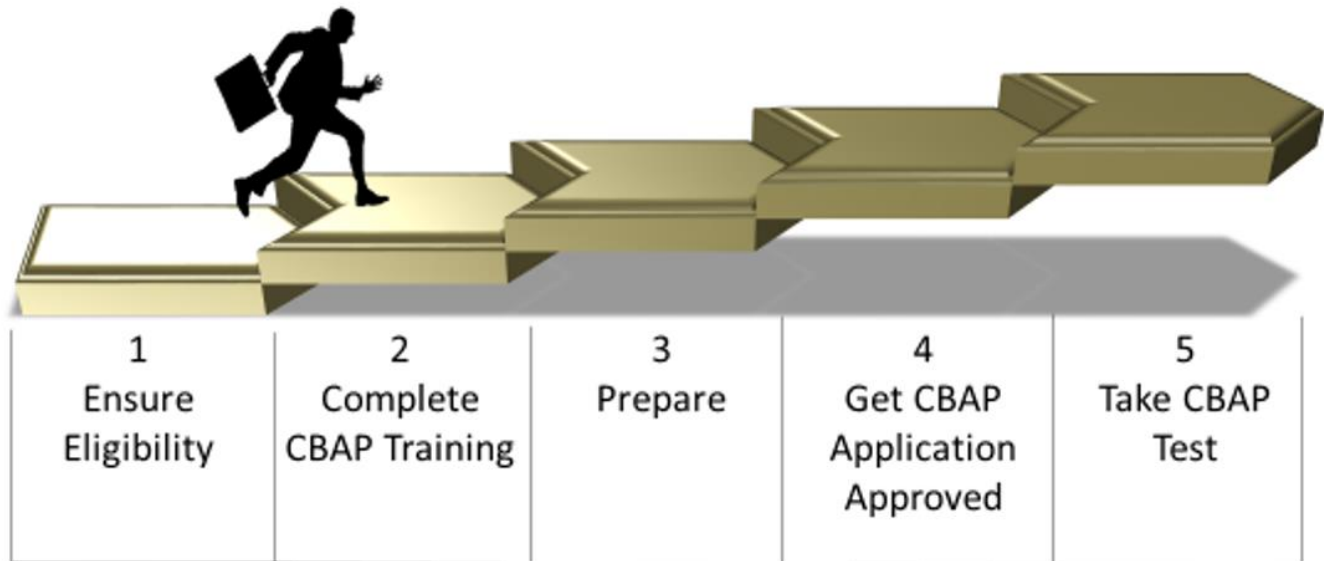 1
Ensure
Eligibility
2
Complete
CBAP Training
3
Prepare
4
Get CBAP
Application
Approved
5
Take CBAP
Test